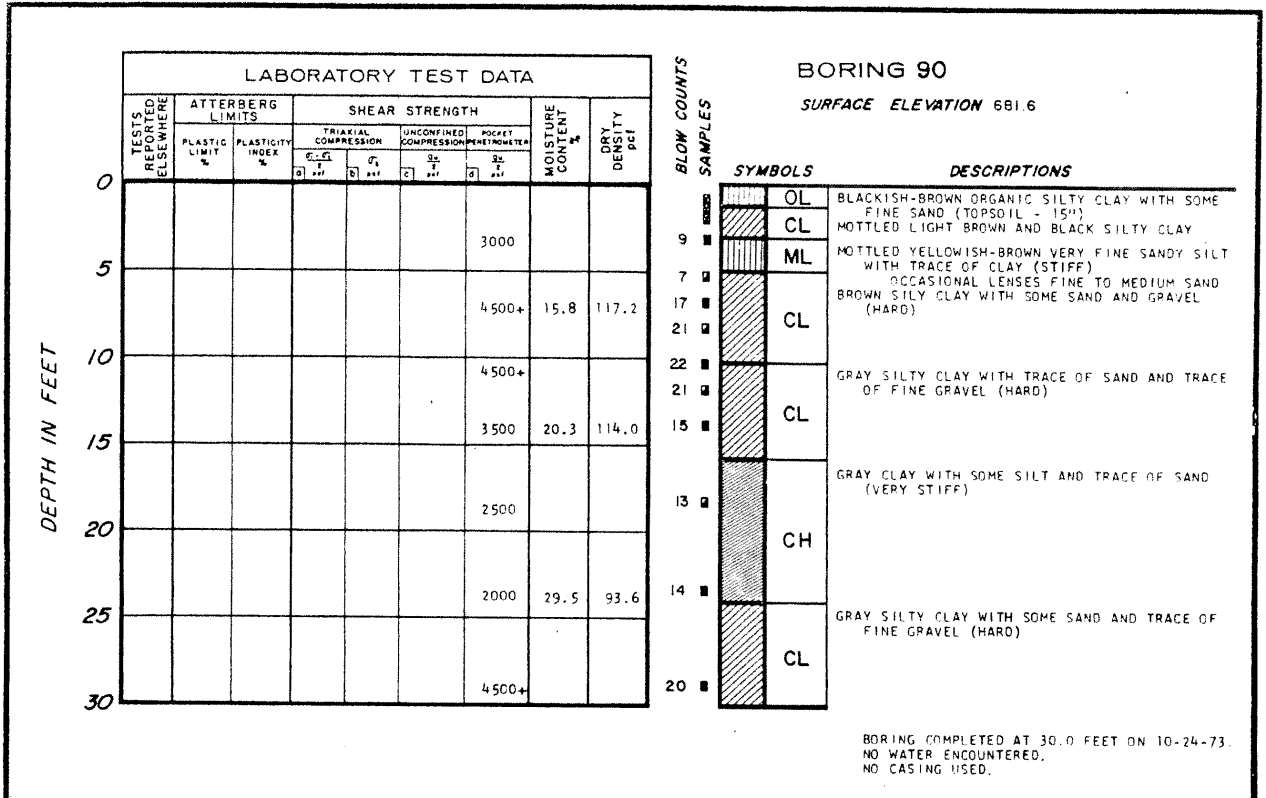 LABORATORY TEST DATA
TESTS REPORTED ELSEWHERE
ATTERBERG LIMITS
SHEAR STRENGTH
MOISTURE CONTENT %
DRY DENSITY pcf
PLASTIC LIMIT %
PLASTICITY INDEX %
TRIAXIAL COMPRESSION
UNCONFINED COMPRESSION
POCKET PENETROMETER
a
b
c
d
BLOW COUNTS
SAMPLES
BORING 90
SURFACE ELEVATION 681.6
SYMBOLS DESCRIPTIONS
DEPTH IN FEET
0
5
10
15
20
25
30
3000
4500+ 15.8 117.2
4500+
3500 20.3 114.0
2500
2000 29.5 93.6
4500+
9
7
17
21
22
21
15
13
14
20
OL
BLACKISH-BROWN ORGANIC SILTY CLAY WITH SOME
FINE SAND (TOPSOIL - 15")
CL
MOTTLED LIGHT BROWN AND BLACK SILTY CLAY
ML
MOTTLED YELLOWISH-BROWN VERY FINE SANDY SILT
WITH TRACE OF CLAY (STIFF)
OCCASIONAL LENSES FINE TO MEDIUM SAND
BROWN SILY CLAY WITH SOME SAND AND GRAVEL
(HARD)
CL
GRAY SILTY CLAY WITH TRACE OF SAND AND TRACE
OF FINE GRAVEL (HARD)
CL
GRAY CLAY WITH SOME SILT AND TRACE OF SAND
(VERY STIFF)
CH
GRAY SILTY CLAY WITH SOME SAND AND TRACE OF
FINE GRAVEL (HARD)
CL
BORING COMPLETED AT 30.0 FEET ON 10-24-73.
NO WATER ENCOUNTERED.
NO CASING USED.